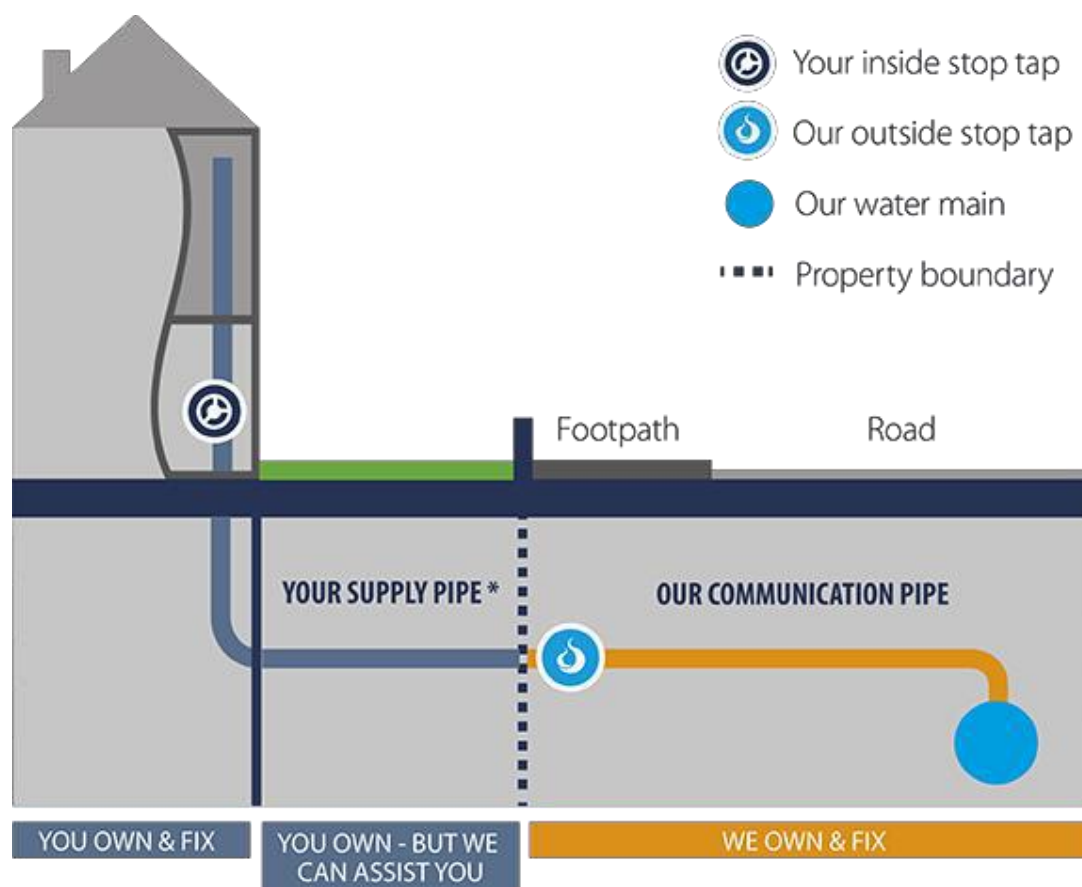 Your inside stop tap
Our outside stop tap
Our water main
Property boundary
Footpath
Road
YOUR SUPPLY PIPE *
OUR COMMUNICATION PIPE
YOU OWN & FIX
YOU OWN - BUT WE
CAN ASSIST YOU
WE OWN & FIX